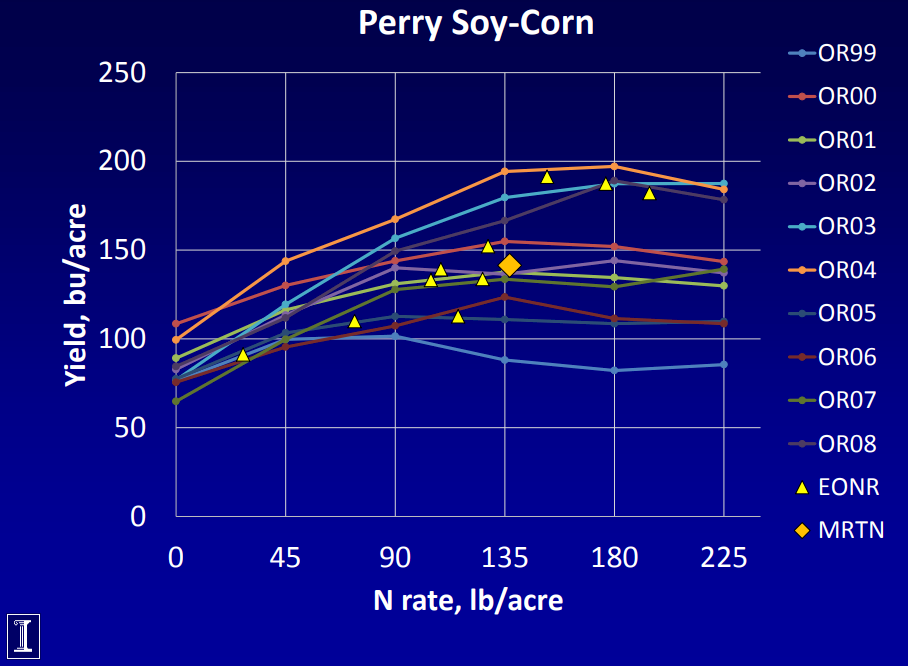 Perry Soy-Corn
250
200
150
100
50
0
Yield, bu/acre
0 45 90 135 180 225
N rate, lb/acre
OR99
OR00
OR01
OR02
OR03
OR04
OR05
OR06
OR07
OR08
EONR
MRTN
I